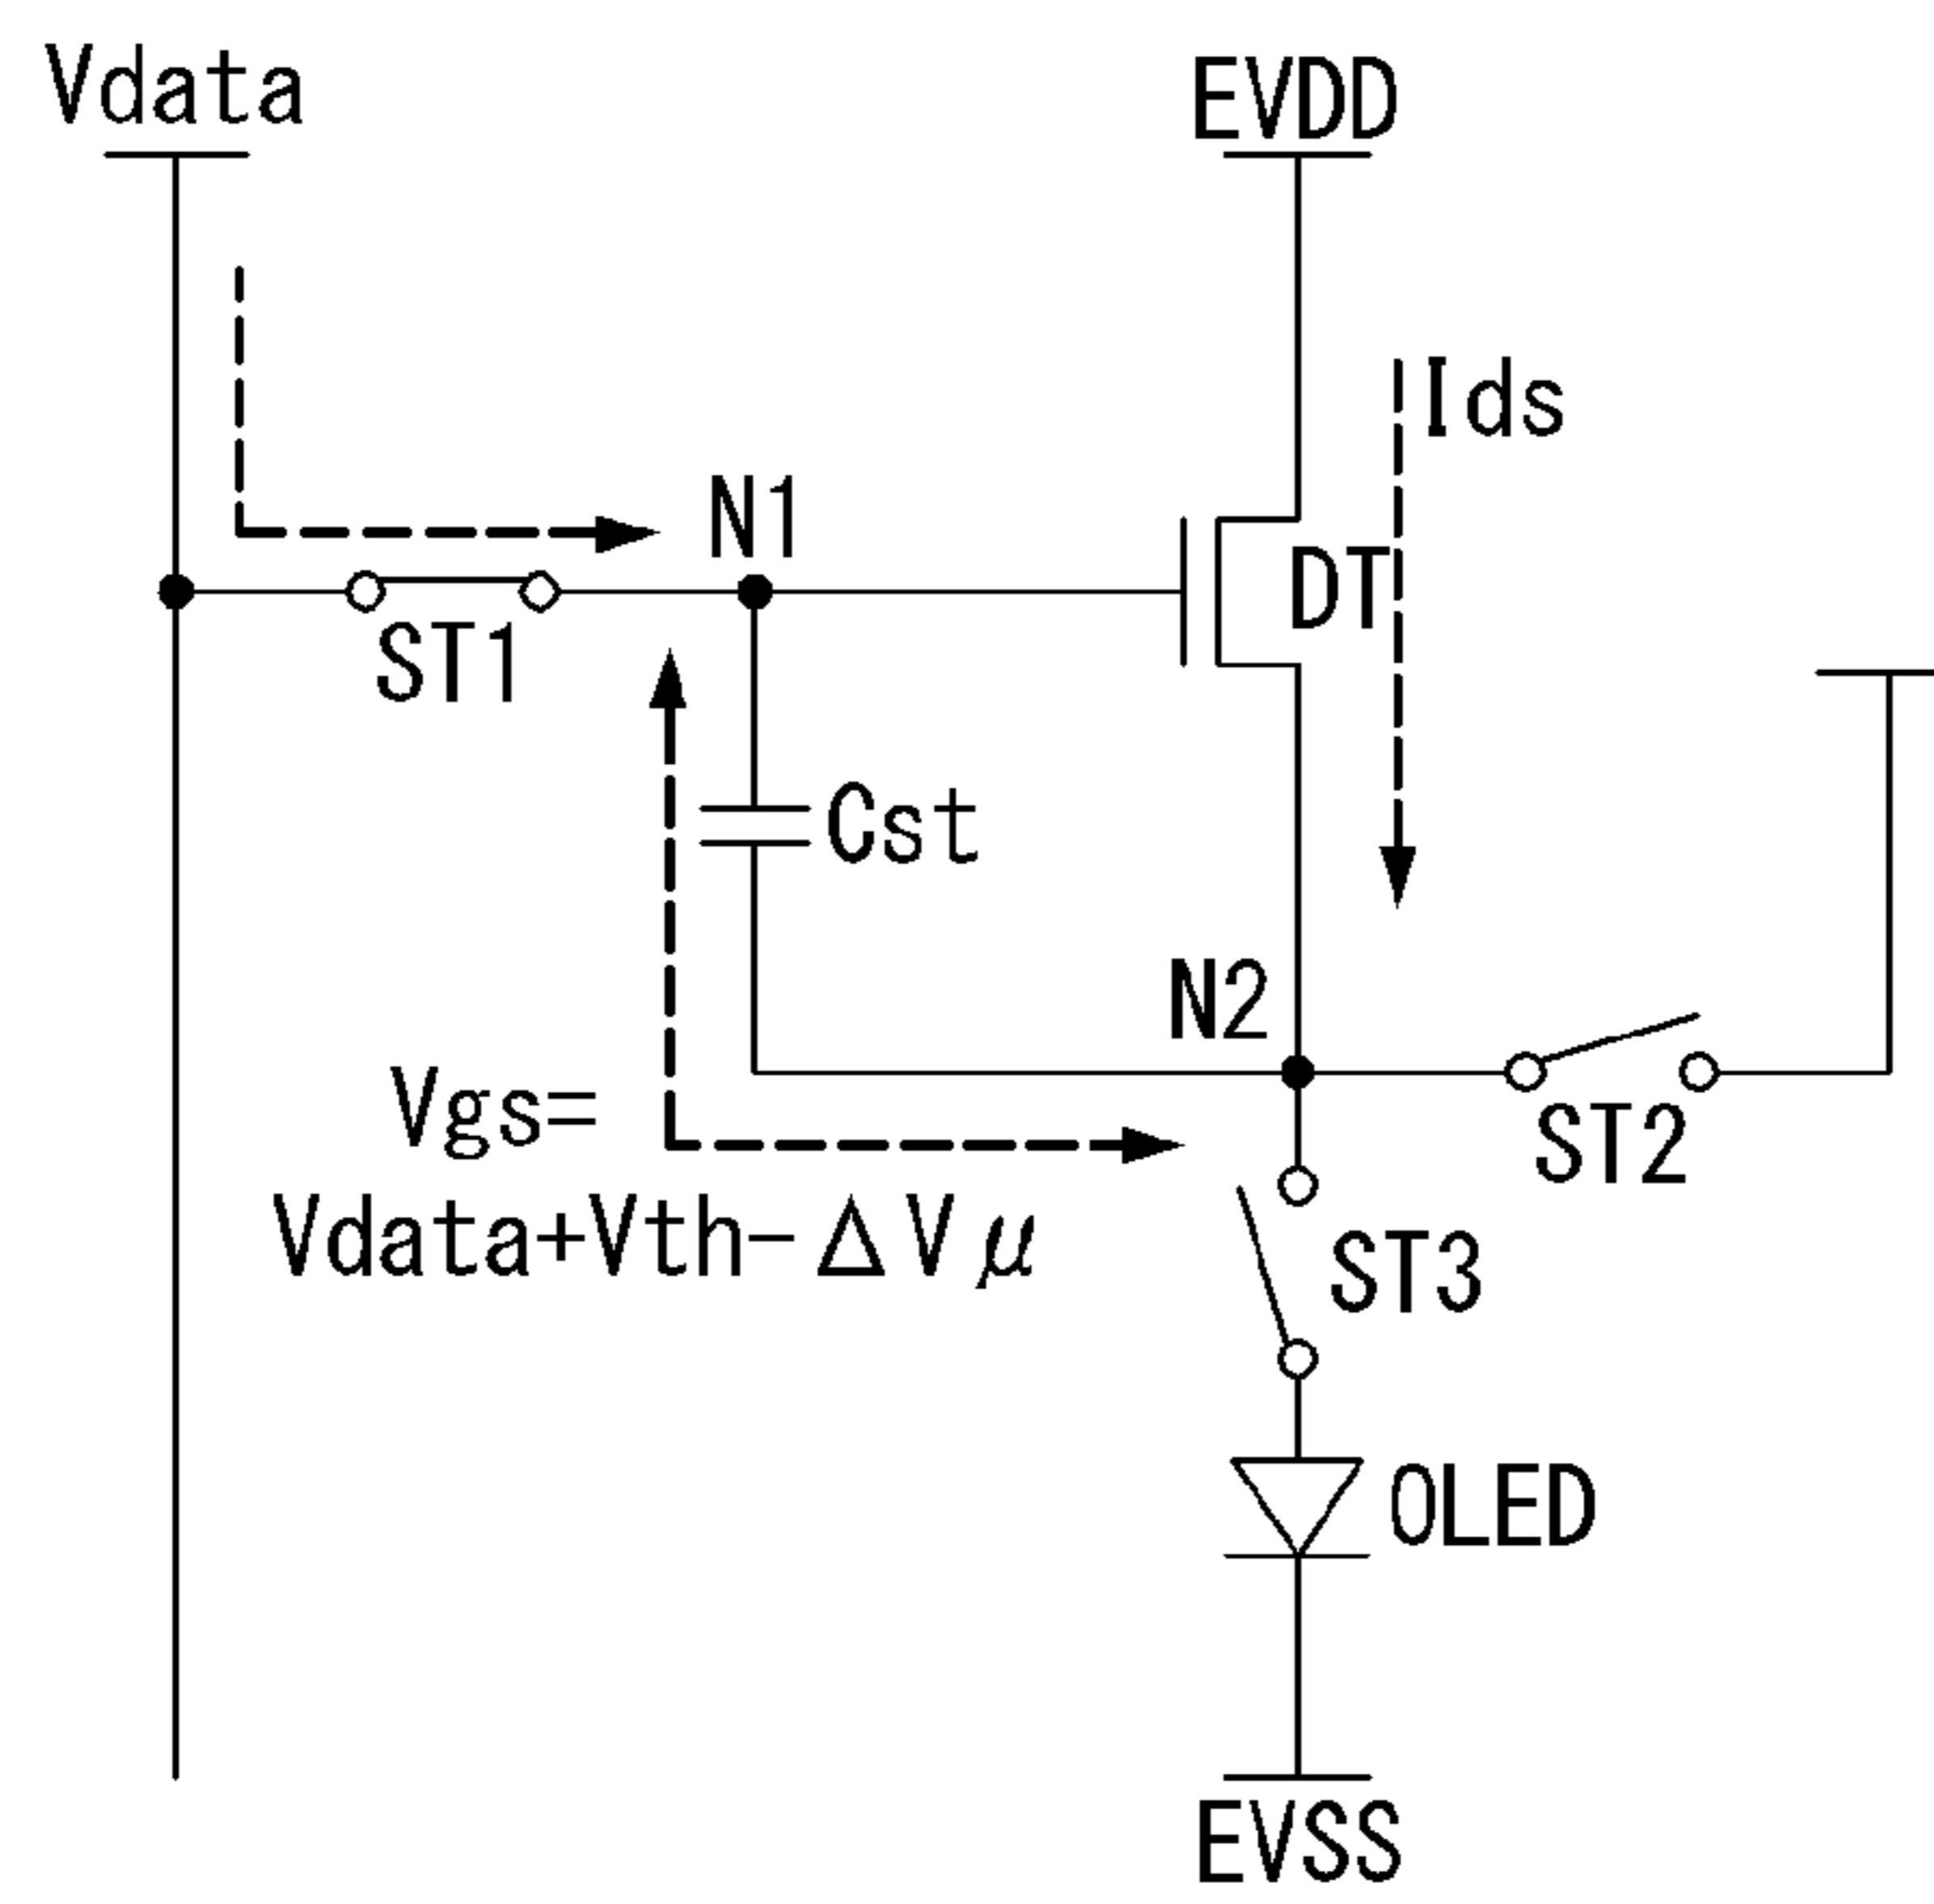 Vdata
EVDD
Ids
N1
DT
ST1
Cst
N2
Vgs=
ST2
Vdata+Vth-ΔVμ
ST3
OLED
EVSS